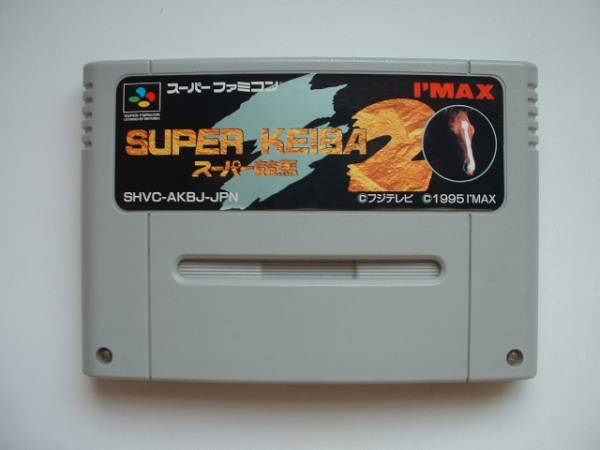 スーパーファミコン
I'MAX
SUPER KEIBA 2
スーパー競馬
SHVC-AKBJ-JPN
©フジテレビ ©1995 I'MAX